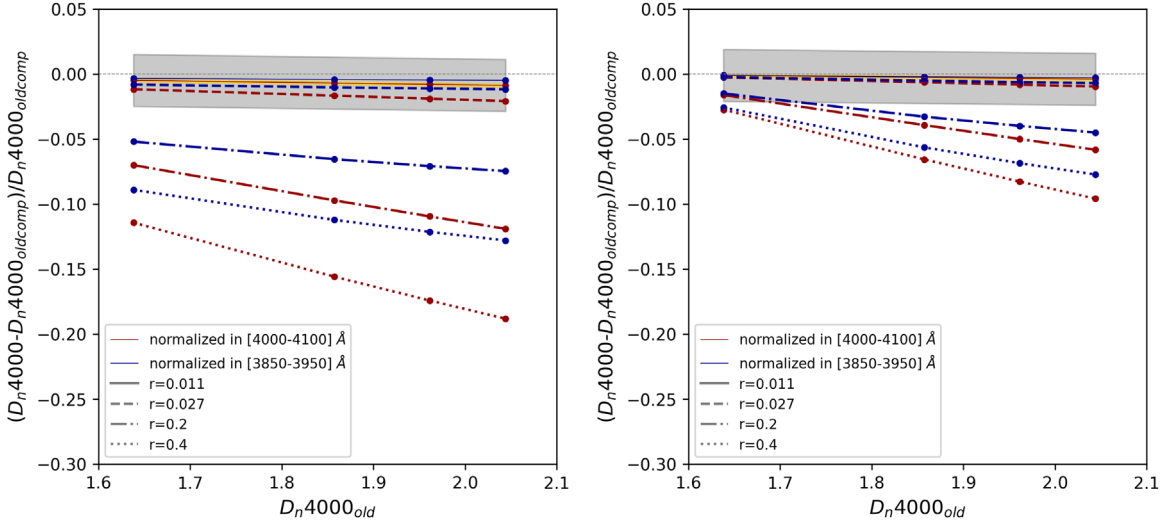 0.05
0.00
−0.05
−0.10
−0.15
−0.20
−0.25
−0.30
(Dn4000-Dn4000oldcomp)/Dn4000oldcomp
normalized in [4000-4100] Å
normalized in [3850-3950] Å
r=0.011
r=0.027
r=0.2
r=0.4
1.6 1.7 1.8 1.9 2.0 2.1
Dn4000old
0.05
0.00
−0.05
−0.10
−0.15
−0.20
−0.25
−0.30
(Dn4000-Dn4000oldcomp)/Dn4000oldcomp
normalized in [4000-4100] Å
normalized in [3850-3950] Å
r=0.011
r=0.027
r=0.2
r=0.4
1.6 1.7 1.8 1.9 2.0 2.1
Dn4000old